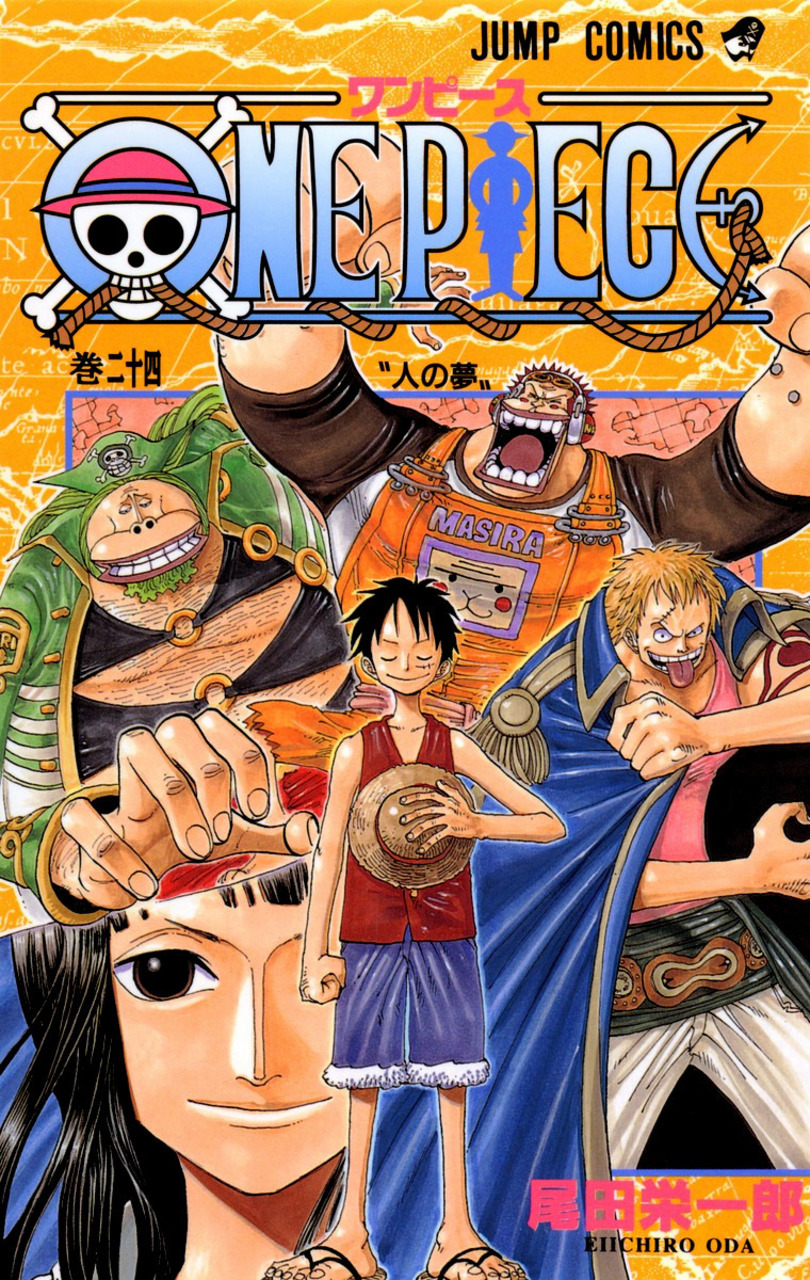 JUMP COMICS
ワンピース
ONE PIECE
巻二十四
〝人の夢〟
MASIRA
尾田栄一郎
EIICHIRO ODA